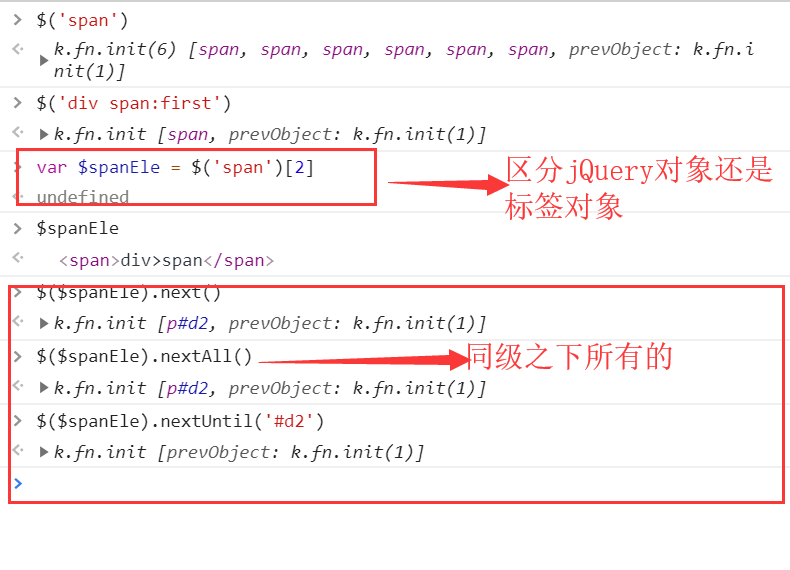 > $('span')
k.fn.init(6) [span, span, span, span, span, span, prevObject: k.fn.i
nit(1)]
> $('div span:first')
k.fn.init [span, prevObject: k.fn.init(1)]
> var $spanEle = $('span')[2]
undefined
区分jQuery对象还是
标签对象
> $spanEle
<span>div>span</span>
> $($spanEle).next()
k.fn.init [p#d2, prevObject: k.fn.init(1)]
> $($spanEle).nextAll()
同级之下所有的
k.fn.init [p#d2, prevObject: k.fn.init(1)]
> $($spanEle).nextUntil('#d2')
k.fn.init [prevObject: k.fn.init(1)]
>